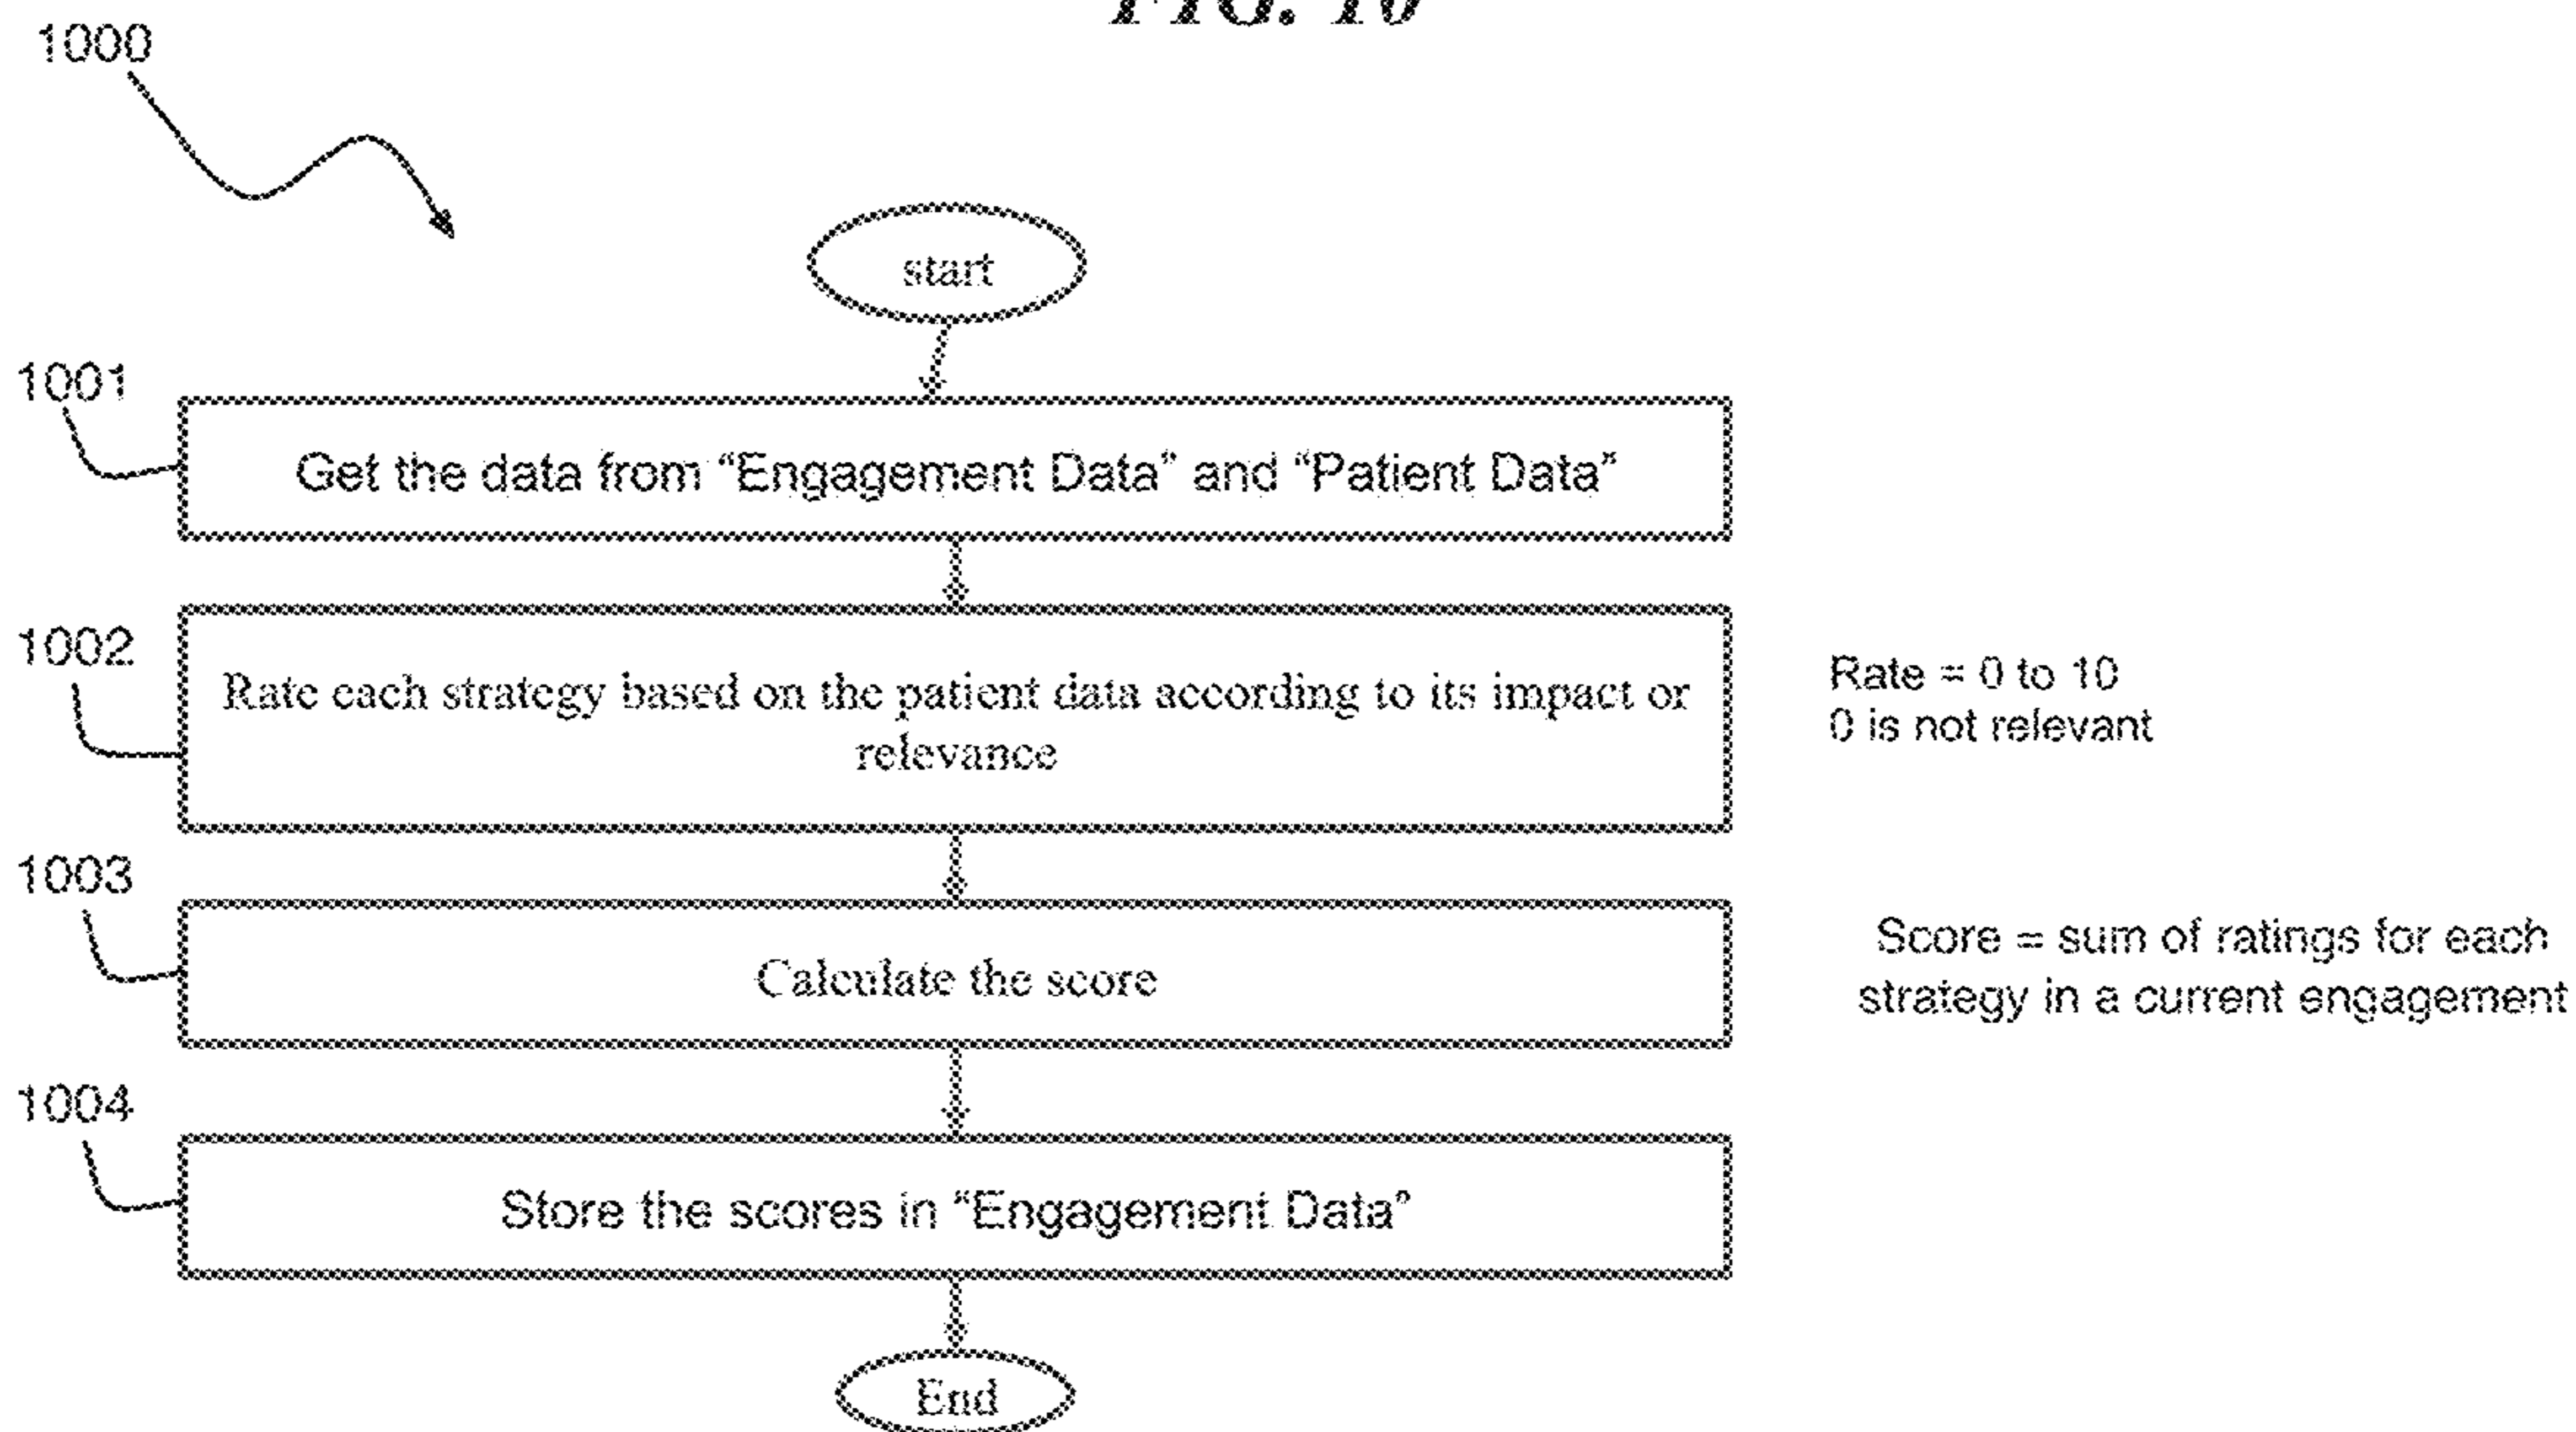 FIG. 10
1000
start
1001
Get the data from “Engagement Data” and “Patient Data”
1002
Rate each strategy based on the patient data according to its impact or
relevance
Rate = 0 to 10
0 is not relevant
1003
Calculate the score
Score = sum of ratings for each
strategy in a current engagement
1004
Store the scores in “Engagement Data”
End